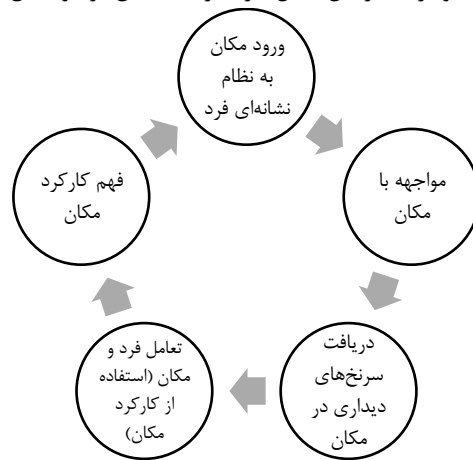 ورود مکان
به نظام
نشانه‌ای فرد
مواجهه با
مکان
دریافت
سرنخ‌های
دیداری در
مکان
تعامل فرد و
مکان (استفاده
از کارکرد
مکان)
فهم کارکرد
مکان